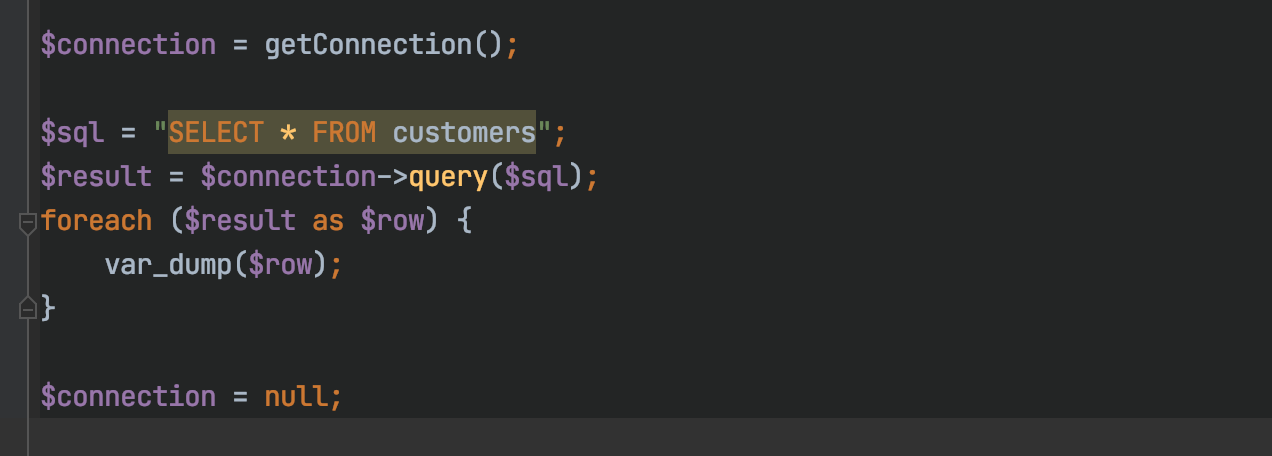 $connection = getConnection();
$sql = "SELECT * FROM customers";
$result = $connection->query($sql);
foreach ($result as $row) {
    var_dump($row);
}
$connection = null;